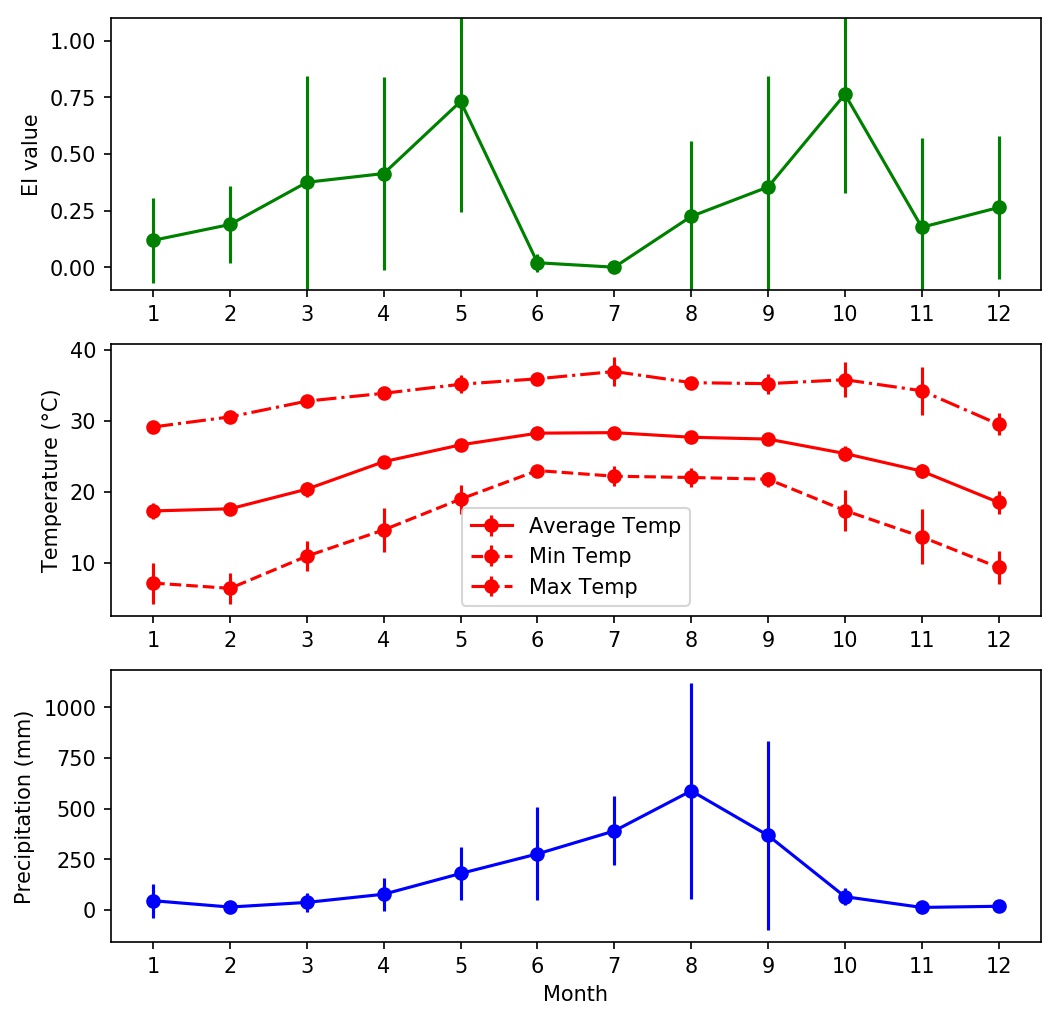 EI value
1.00
0.75
0.50
0.25
0.00
1 2 3 4 5 6 7 8 9 10 11 12
Temperature (°C)
40
30
20
10
Average Temp
Min Temp
Max Temp
1 2 3 4 5 6 7 8 9 10 11 12
Precipitation (mm)
1000
750
500
250
0
1 2 3 4 5 6 7 8 9 10 11 12
Month